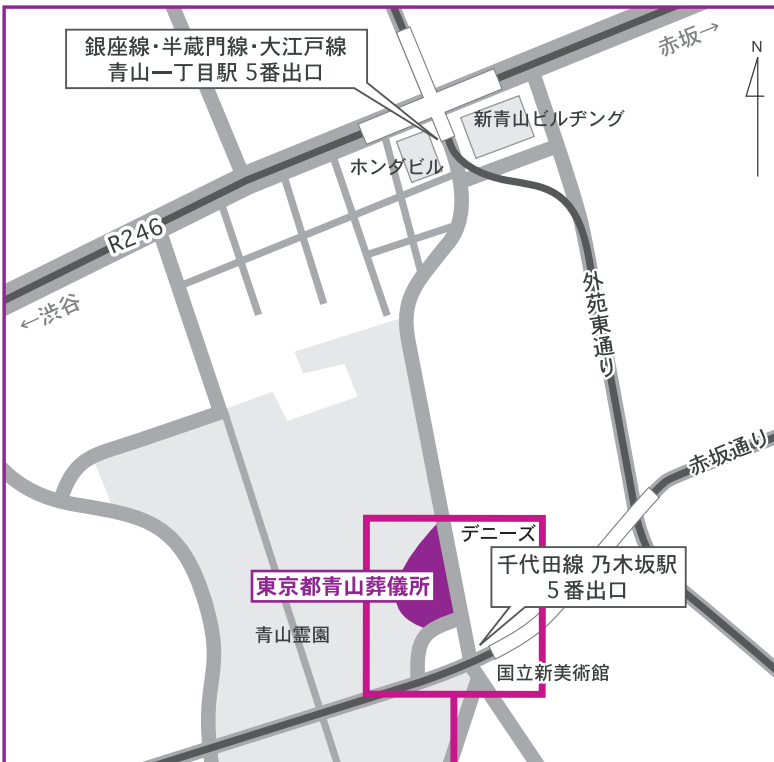 銀座線・半蔵門線・大江戸線
青山一丁目駅 5番出口
赤坂→
N
新青山ビルヂング
ホンダビル
R246
←渋谷
外苑東通り
赤坂通り
デニーズ
千代田線 乃木坂駅
5番出口
東京都青山葬儀所
青山霊園
国立新美術館